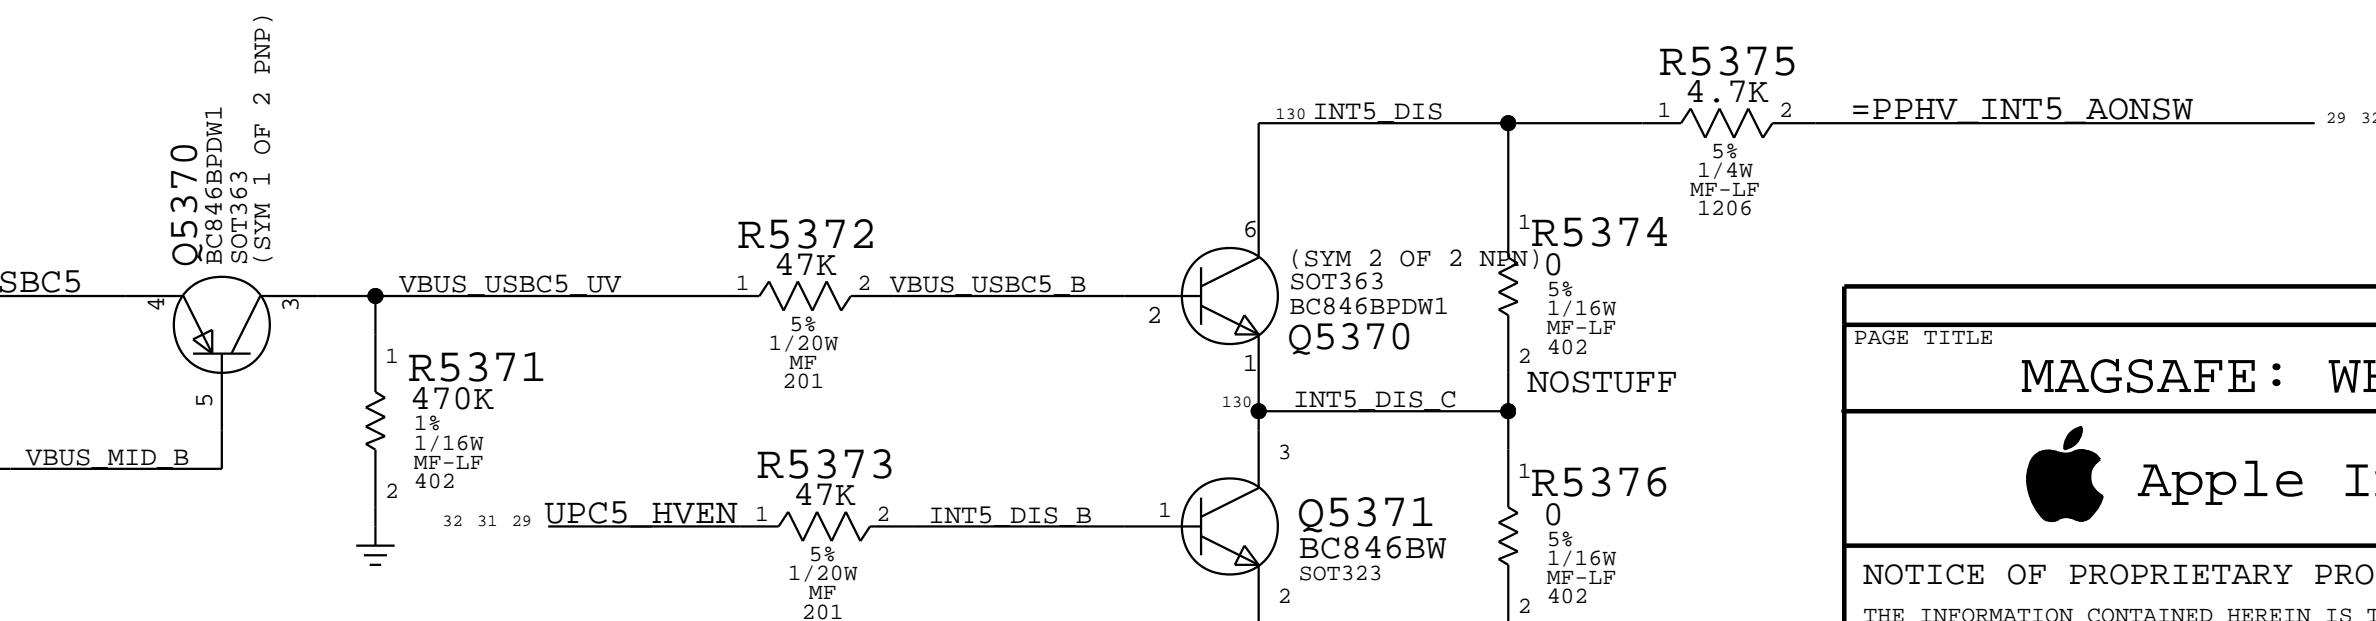 Q5370
BC846BPDW1
SOT363
(SYM 1 OF 2 PNP)
SBC5
4
3
5
VBUS_MID_B
VBUS_USBC5_UV
1
R5371
470K
1%
1/16W
MF-LF
402
2
R5372
47K
1
2
5%
1/20W
MF
201
VBUS_USBC5_B
2
6
(SYM 2 OF 2 NPN)
SOT363
BC846BPDW1
Q5370
1
130 INT5_DIS
R5375
4.7K
1
2
5%
1/4W
MF-LF
1206
=PPHV_INT5_AONSW
29 32
1
R5374
0
5%
1/16W
MF-LF
402
2
NOSTUFF
130
INT5_DIS_C
32 31 29
UPC5_HVEN
R5373
47K
1
2
5%
1/20W
MF
201
INT5_DIS_B
1
3
Q5371
BC846BW
SOT323
2
1
R5376
0
5%
1/16W
MF-LF
402
2
PAGE TITLE
MAGSAFE:
Apple
NOTICE OF PROPRIETARY PRO
THE INFORMATION CONTAINED HEREIN IS